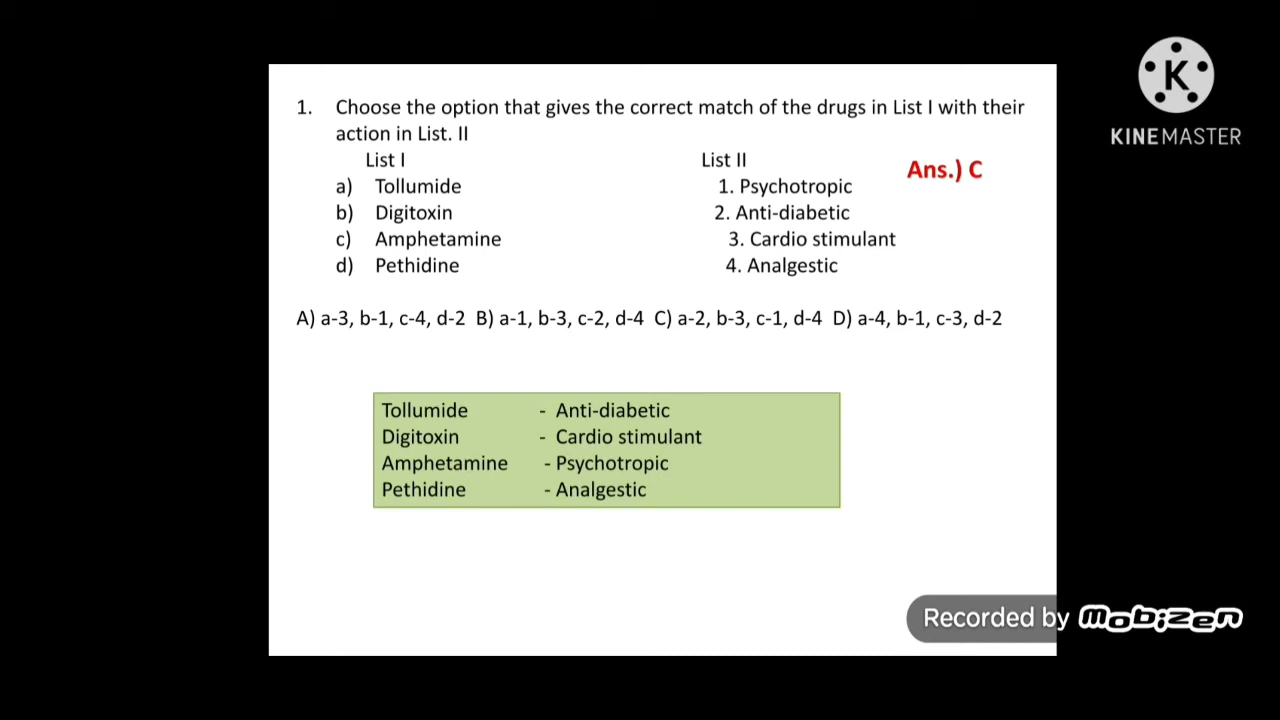 1. Choose the option that gives the correct match of the drugs in List I with their
action in List. II
List I List II
Ans.) C
a) Tollumide 1. Psychotropic
b) Digitoxin 2. Anti-diabetic
c) Amphetamine 3. Cardio stimulant
d) Pethidine 4. Analgestic
A) a-3, b-1, c-4, d-2 B) a-1, b-3, c-2, d-4 C) a-2, b-3, c-1, d-4 D) a-4, b-1, c-3, d-2
Tollumide - Anti-diabetic
Digitoxin - Cardio stimulant
Amphetamine - Psychotropic
Pethidine - Analgestic
K
KINEMASTER
Recorded by Mobizen